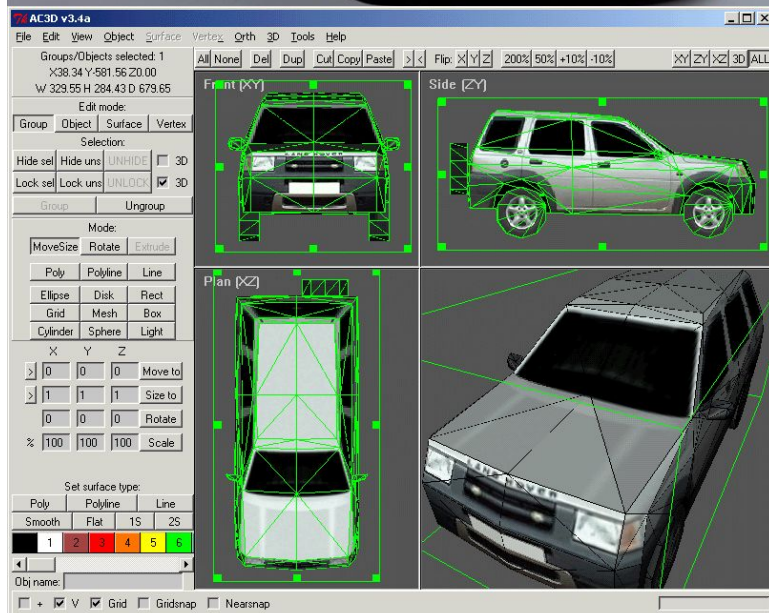 AC3D v3.4a
File Edit View Object Surface Vertex Orth 3D Tools Help
Groups/Objects selected: 1
X38.34 Y-581.56 Z0.00
W 329.55 H 284.43 D 679.65
All None Del Dup Cut Copy Paste > < Flip: X Y Z 200% 50% +10% -10% XY ZY XZ 3D ALL
Edit mode:
Group Object Surface Vertex
Selection:
Hide sel Hide uns UNHIDE 3D
Lock sel Lock uns UNLOCK 3D
Group Ungroup
Mode:
MoveSize Rotate Extrude
Poly Polyline Line
Ellipse Disk Rect
Grid Mesh Box
Cylinder Sphere Light
X Y Z
> 0 0 0 Move to
> 1 1 1 Size to
0 0 0 Rotate
% 100 100 100 Scale
Set surface type:
Poly Polyline Line
Smooth Flat 1S 2S
1 2 3 4 5 6
Obj name:
+ V Grid Gridsnap Nearsnap
Front (XY)
LAND ROVER
Side (ZY)
Plan (XZ)
LAND ROVER